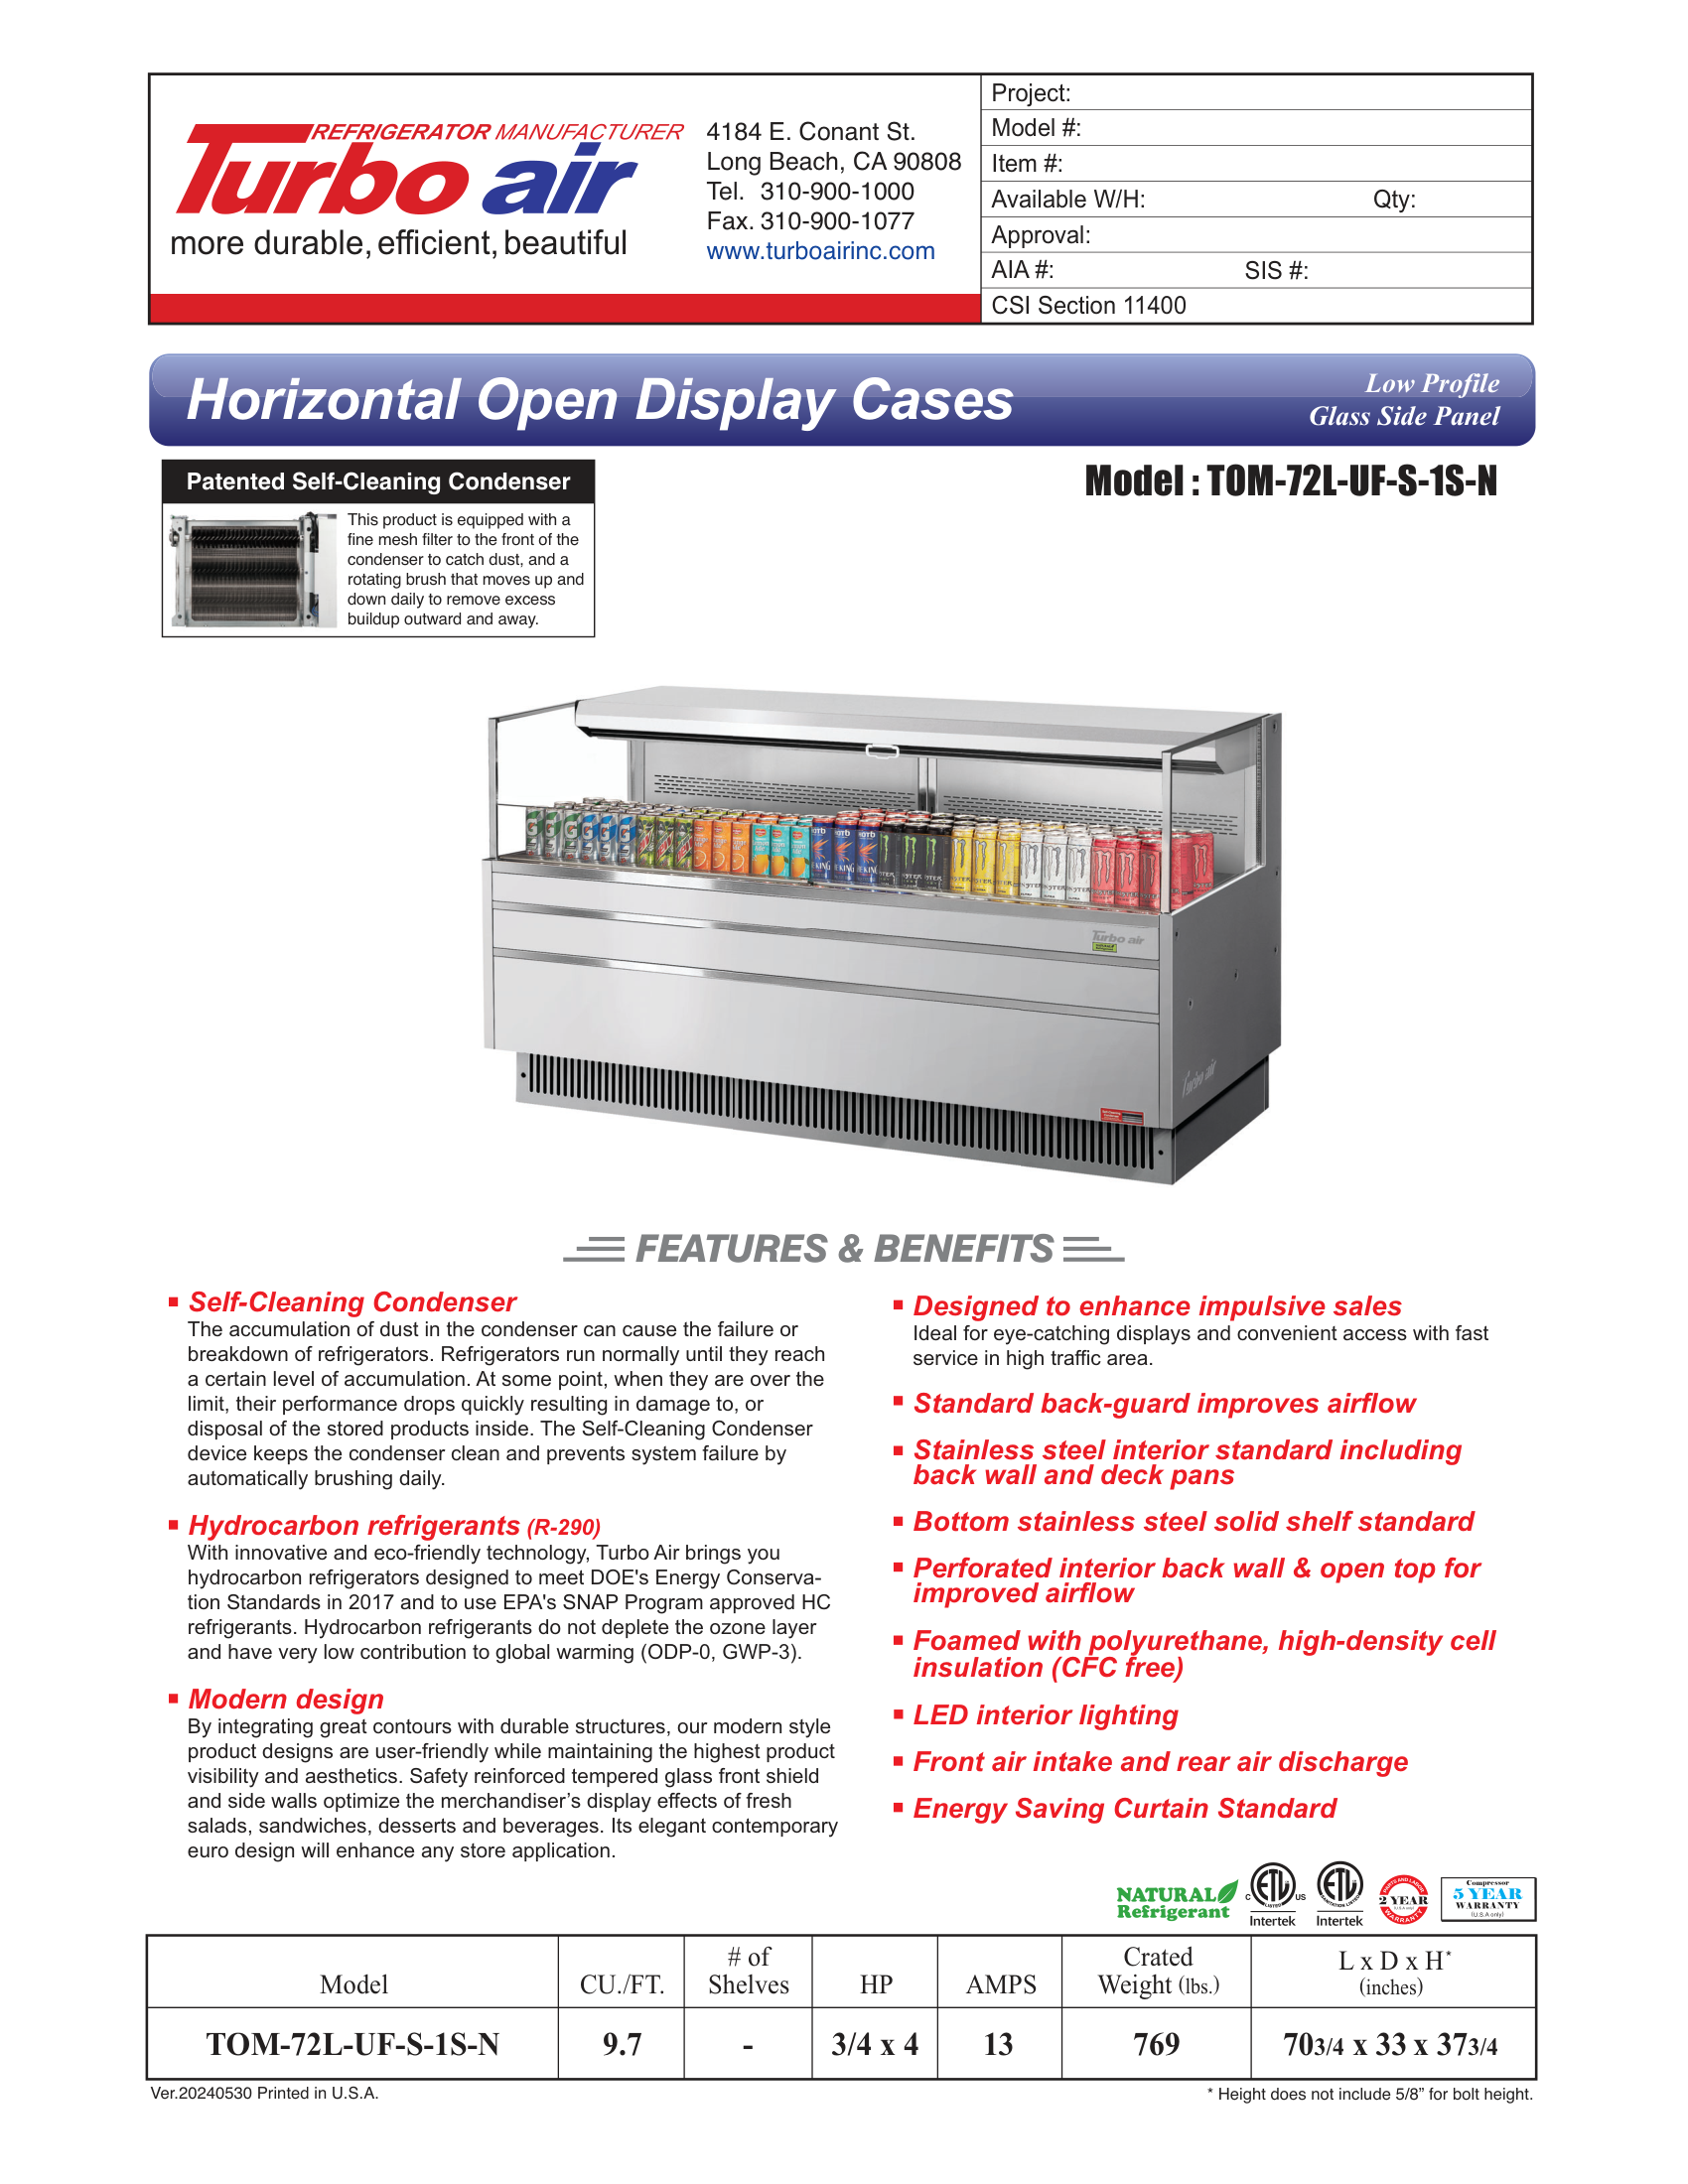 REFRIGERATOR MANUFACTURER
Turbo air
more durable, efficient, beautiful
4184 E. Conant St.
Long Beach, CA 90808
Tel. 310-900-1000
Fax. 310-900-1077
www.turboairinc.com
Project:
Model #:
Item #:
Available W/H: Qty:
Approval:
AIA #: SIS #:
CSI Section 11400
Horizontal Open Display Cases
Low Profile
Glass Side Panel
Patented Self-Cleaning Condenser
This product is equipped with a
fine mesh filter to the front of the
condenser to catch dust, and a
rotating brush that moves up and
down daily to remove excess
buildup outward and away.
Model : TOM-72L-UF-S-1S-N
Turbo air
Turbo air
FEATURES & BENEFITS
Self-Cleaning Condenser
The accumulation of dust in the condenser can cause the failure or
breakdown of refrigerators. Refrigerators run normally until they reach
a certain level of accumulation. At some point, when they are over the
limit, their performance drops quickly resulting in damage to, or
disposal of the stored products inside. The Self-Cleaning Condenser
device keeps the condenser clean and prevents system failure by
automatically brushing daily.
Hydrocarbon refrigerants (R-290)
With innovative and eco-friendly technology, Turbo Air brings you
hydrocarbon refrigerators designed to meet DOE's Energy Conserva-
tion Standards in 2017 and to use EPA's SNAP Program approved HC
refrigerants. Hydrocarbon refrigerants do not deplete the ozone layer
and have very low contribution to global warming (ODP-0, GWP-3).
Modern design
By integrating great contours with durable structures, our modern style
product designs are user-friendly while maintaining the highest product
visibility and aesthetics. Safety reinforced tempered glass front shield
and side walls optimize the merchandiser's display effects of fresh
salads, sandwiches, desserts and beverages. Its elegant contemporary
euro design will enhance any store application.
Designed to enhance impulsive sales
Ideal for eye-catching displays and convenient access with fast
service in high traffic area.
Standard back-guard improves airflow
Stainless steel interior standard including
back wall and deck pans
Bottom stainless steel solid shelf standard
Perforated interior back wall & open top for
improved airflow
Foamed with polyurethane, high-density cell
insulation (CFC free)
LED interior lighting
Front air intake and rear air discharge
Energy Saving Curtain Standard
NATURAL
Refrigerant
C ETL US
LISTED
Intertek
ETL
SANITATION LISTED
Intertek
PARTS AND LABOR
2 YEAR
(U.S.A only)
WARRANTY
Compressor
5 YEAR
WARRANTY
(U.S.A only)
Model CU./FT. # of Shelves HP AMPS Crated Weight (lbs.) L x D x H* (inches)
TOM-72L-UF-S-1S-N 9.7 - 3/4 x 4 13 769 70 3/4 x 33 x 37 3/4
Ver.20240530 Printed in U.S.A.
* Height does not include 5/8” for bolt height.